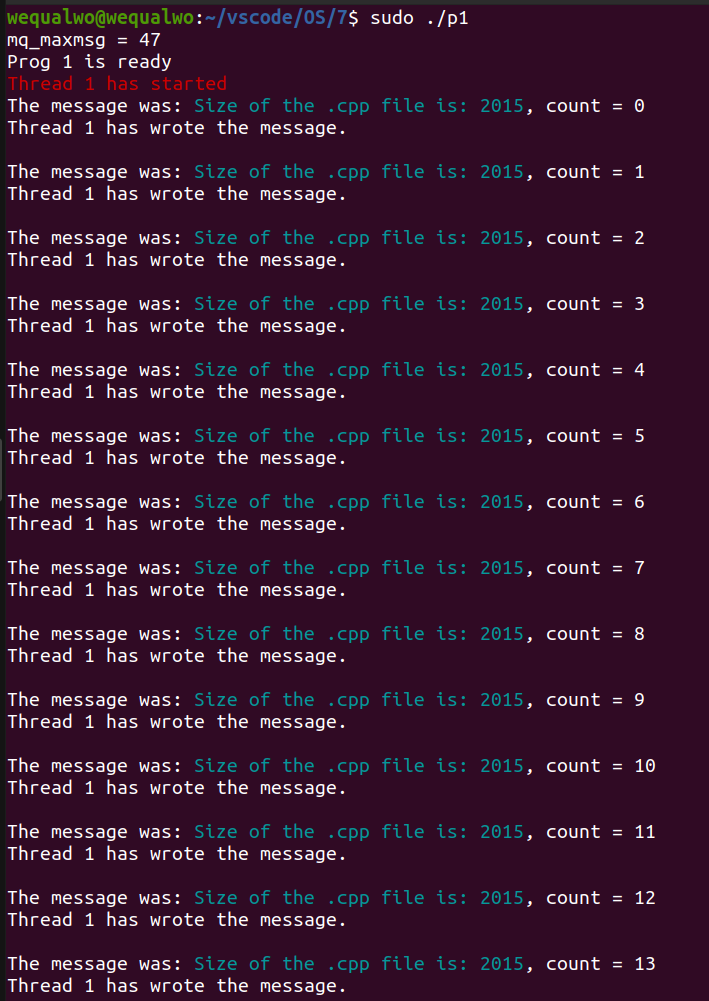 wequalwo@wequalwo:~/vscode/OS/7$ sudo ./p1
mq_maxmsg = 47
Prog 1 is ready
Thread 1 has started
The message was: Size of the .cpp file is: 2015, count = 0
Thread 1 has wrote the message.
The message was: Size of the .cpp file is: 2015, count = 1
Thread 1 has wrote the message.
The message was: Size of the .cpp file is: 2015, count = 2
Thread 1 has wrote the message.
The message was: Size of the .cpp file is: 2015, count = 3
Thread 1 has wrote the message.
The message was: Size of the .cpp file is: 2015, count = 4
Thread 1 has wrote the message.
The message was: Size of the .cpp file is: 2015, count = 5
Thread 1 has wrote the message.
The message was: Size of the .cpp file is: 2015, count = 6
Thread 1 has wrote the message.
The message was: Size of the .cpp file is: 2015, count = 7
Thread 1 has wrote the message.
The message was: Size of the .cpp file is: 2015, count = 8
Thread 1 has wrote the message.
The message was: Size of the .cpp file is: 2015, count = 9
Thread 1 has wrote the message.
The message was: Size of the .cpp file is: 2015, count = 10
Thread 1 has wrote the message.
The message was: Size of the .cpp file is: 2015, count = 11
Thread 1 has wrote the message.
The message was: Size of the .cpp file is: 2015, count = 12
Thread 1 has wrote the message.
The message was: Size of the .cpp file is: 2015, count = 13
Thread 1 has wrote the message.